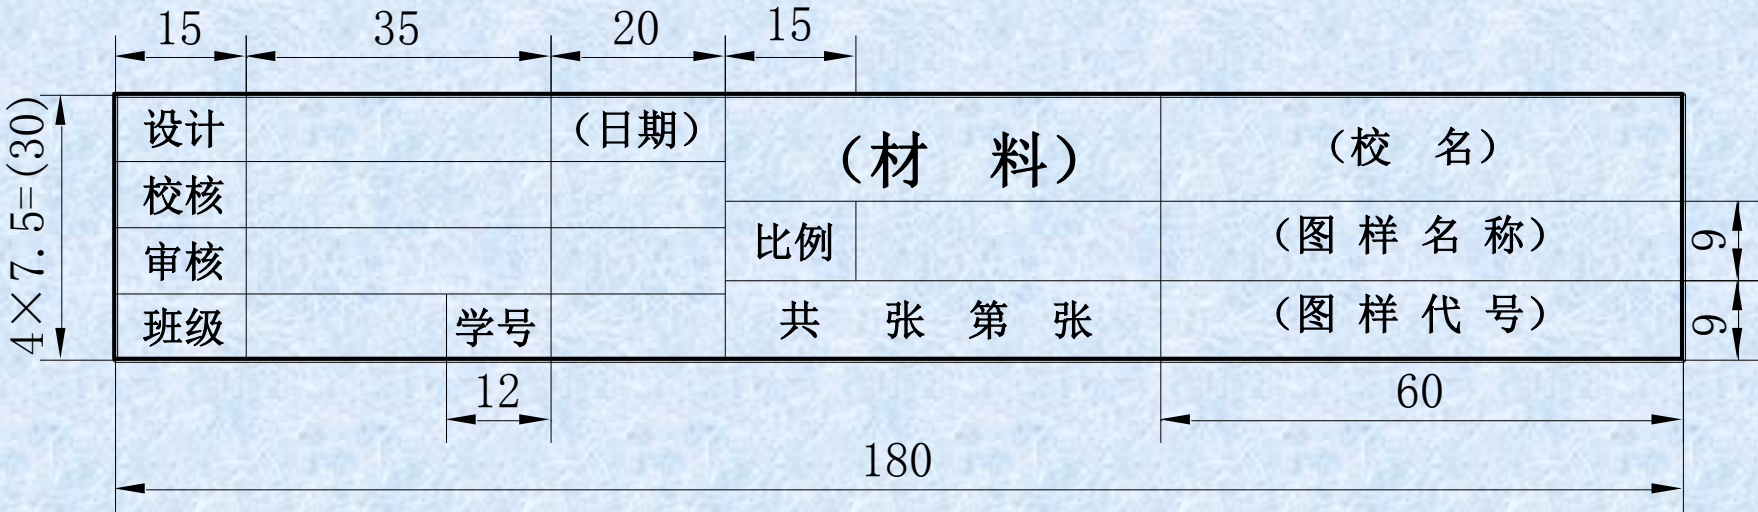 15 35 20 15
4×7.5=(30)
设计 （日期） （材 料） （校 名）
校核
比例 （图 样 名 称） 9
审核
班级 学号 共 张 第 张 （图 样 代 号） 9
12 60
180